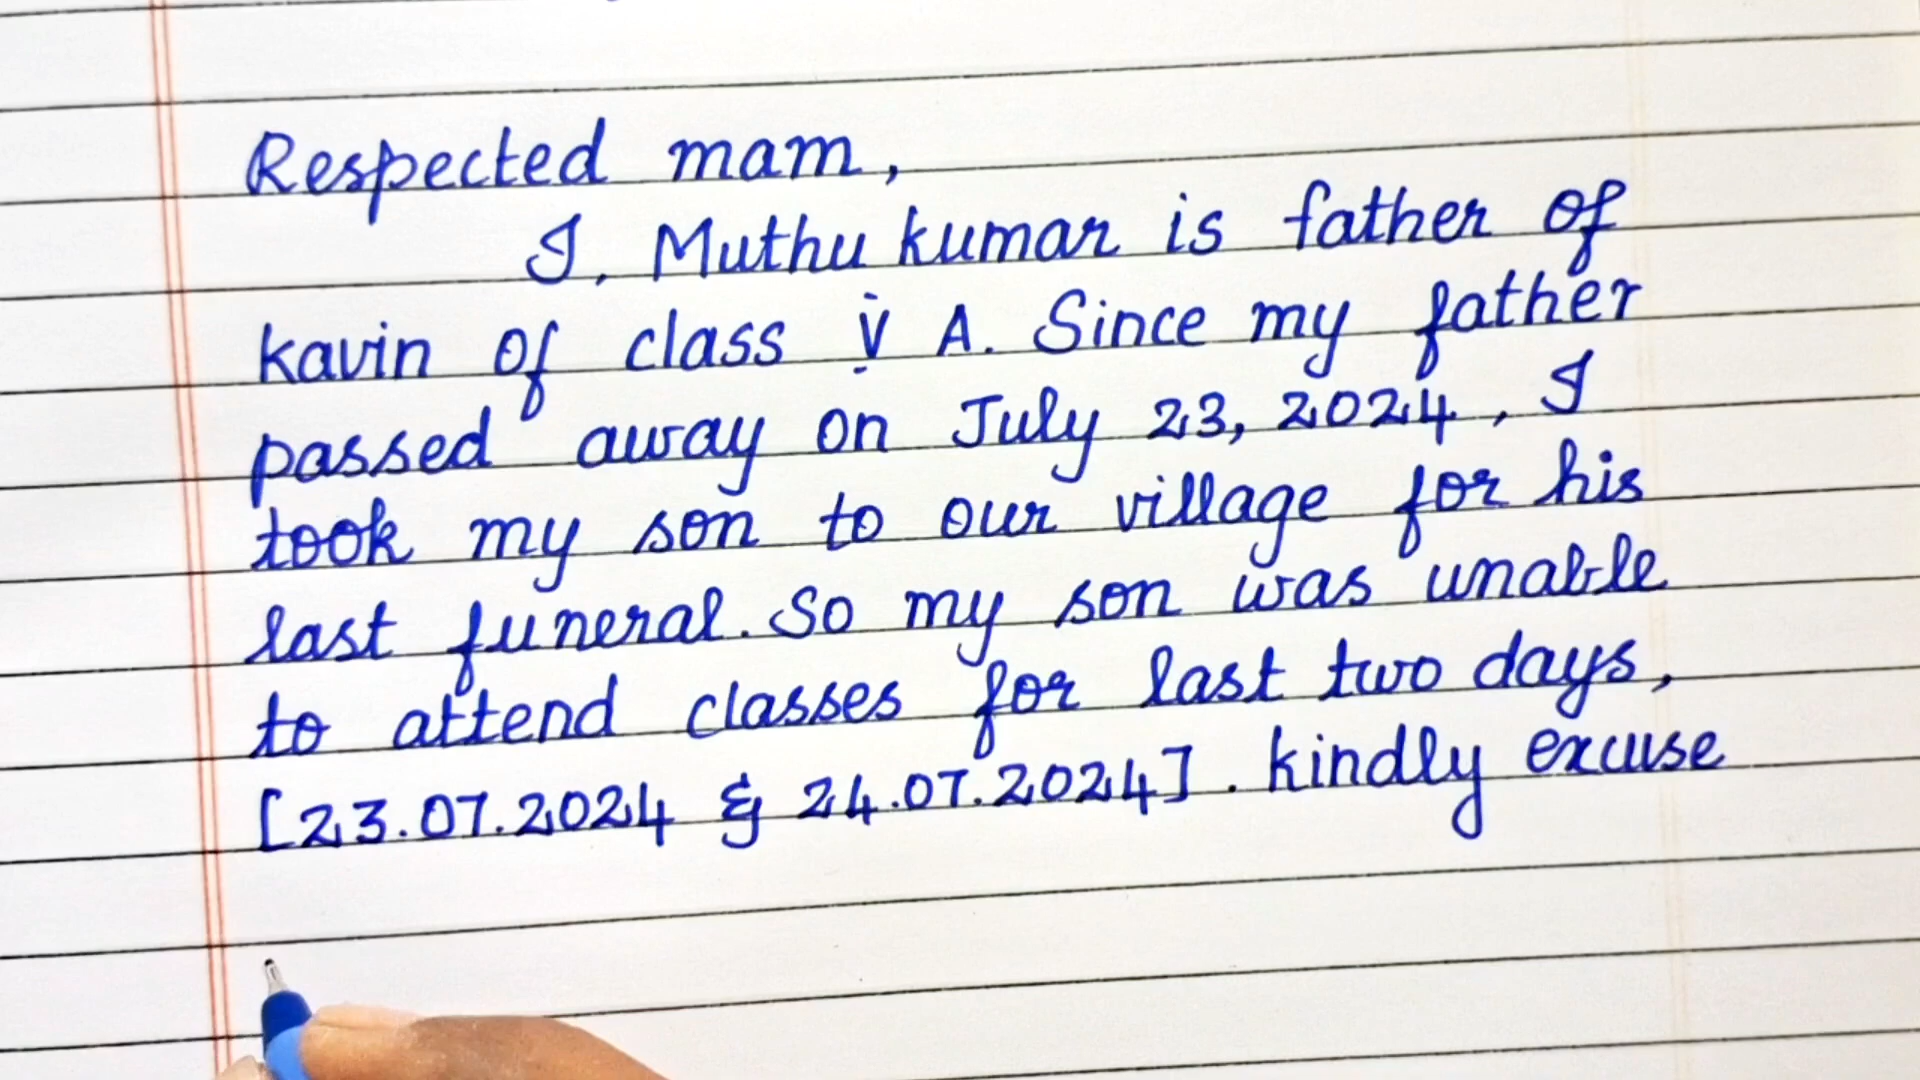 Respected mam,
I, Muthu kumar is father of
kavin of class V A. Since my father
passed away on July 23, 2024, I
took my son to our village for his
last funeral. So my son was unable
to attend classes for last two days,
[23.07.2024 & 24.07.2024]. kindly excuse